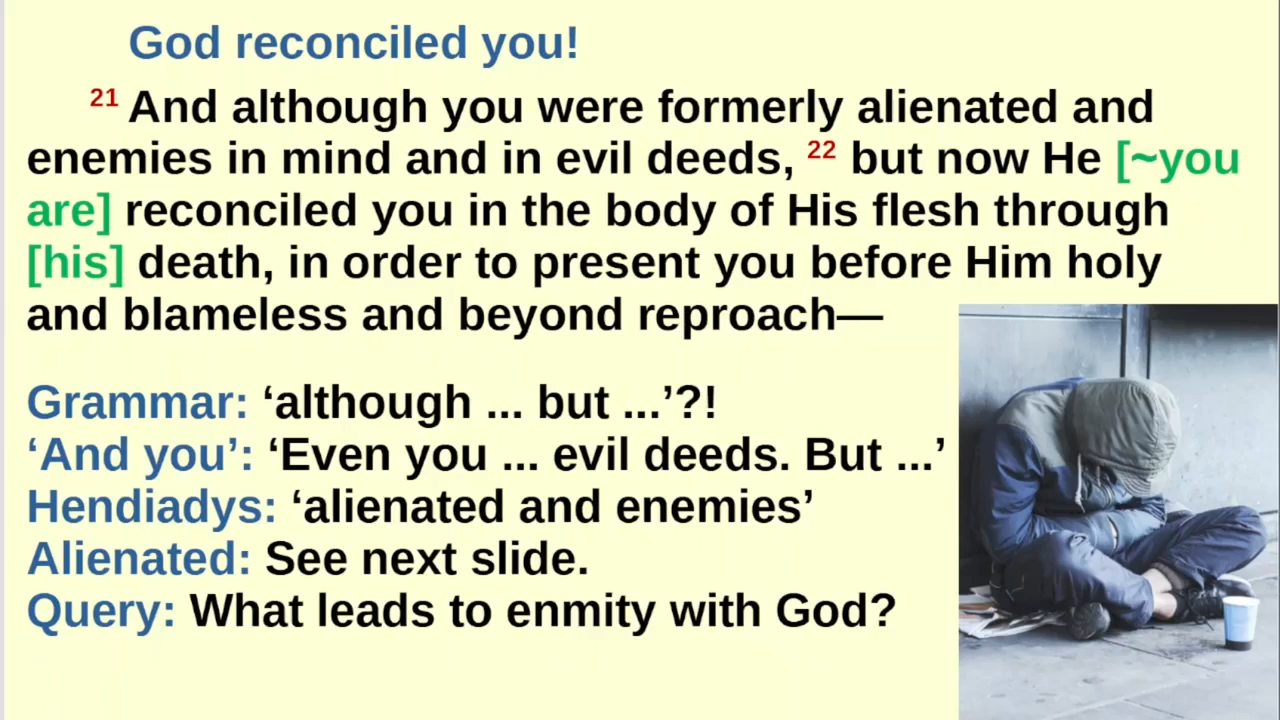 God reconciled you!
21 And although you were formerly alienated and
enemies in mind and in evil deeds, 22 but now He [~you
are] reconciled you in the body of His flesh through
[his] death, in order to present you before Him holy
and blameless and beyond reproach—
Grammar: ‘although ... but ...’?!
‘And you’: ‘Even you ... evil deeds. But ...’
Hendiadys: ‘alienated and enemies’
Alienated: See next slide.
Query: What leads to enmity with God?